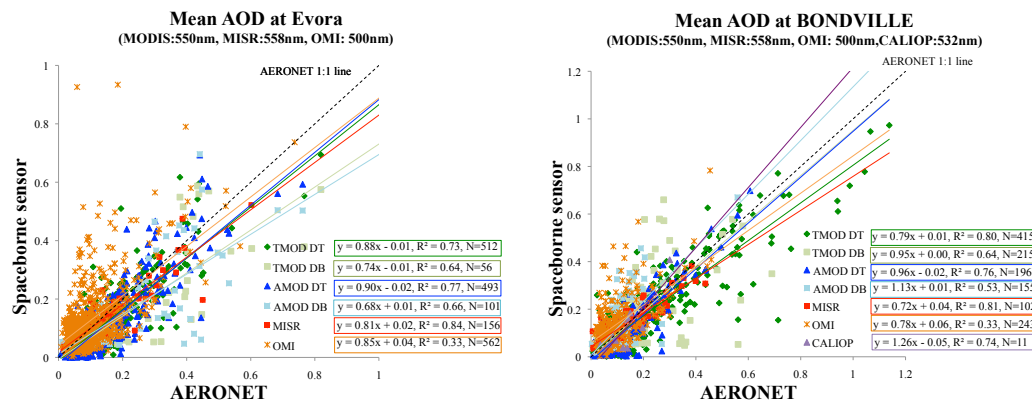 Mean AOD at Evora
(MODIS:550nm, MISR:558nm, OMI: 500nm)
AERONET 1:1 line
1
0.8
0.6
0.4
0.2
0
Spaceborne sensor
TMOD DT y = 0.88x - 0.01, R² = 0.73, N=512
TMOD DB y = 0.74x - 0.01, R² = 0.64, N=56
AMOD DT y = 0.90x - 0.02, R² = 0.77, N=493
AMOD DB y = 0.68x + 0.01, R² = 0.66, N=101
MISR y = 0.81x + 0.02, R² = 0.84, N=156
OMI y = 0.85x + 0.04, R² = 0.33, N=562
0 0.2 0.4 0.6 0.8 1
AERONET
Mean AOD at BONDVILLE
(MODIS:550nm, MISR:558nm, OMI: 500nm,CALIOP:532nm)
AERONET 1:1 line
1.2
1
0.8
0.6
0.4
0.2
0
Spaceborne sensor
TMOD DT y = 0.79x + 0.01, R² = 0.80, N=415
TMOD DB y = 0.95x + 0.00, R² = 0.64, N=215
AMOD DT y = 0.96x - 0.02, R² = 0.76, N=196
AMOD DB y = 1.13x + 0.01, R² = 0.53, N=155
MISR y = 0.72x + 0.04, R² = 0.81,
OMI y = 0.78x + 0.06, R² = 0.33,
CALIOP y = 1.26x - 0.05, R² = 0.74, N=11
0 0.2 0.4 0.6 0.8 1 1.2
AERONET